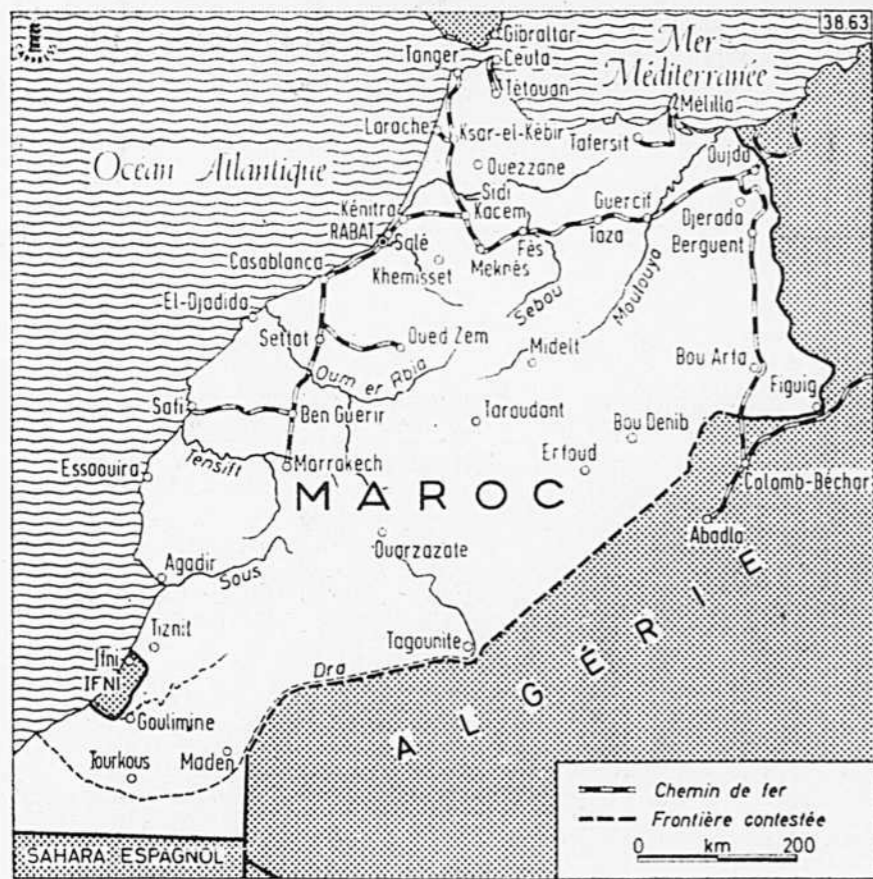 38.63
Gibraltar
Mer
Méditerranée
Tanger
Ceuta
Tétouan
Mélilla
Larache
Ksar-el-Kébir
Tafersit
Oujda
Océan Atlantique
Ouezzane
Sidi
Kacem
Guercif
Kénitra
RABAT
Salé
Fès
Taza
Djerada
Berguent
Casablanca
Khemisset
Meknès
Sebou
Moulouya
El-Djadida
Settat
Oued Zem
Midelt
Oum er Rbia
Bou Arfa
Figuig
Safi
Ben Guerir
Taroudant
Bou Denib
Erfoud
Essaouira
Tensift
Marrakech
Colomb-Béchar
MAROC
Abadla
Ouarzazate
Agadir
Sous
ALGÉRIE
Tiznit
Tagounite
Ifni
IFNI
Dra
Goulimine
Tourkous
Maden
Chemin de fer
Frontière contestée
0 km 200
SAHARA ESPAGNOL